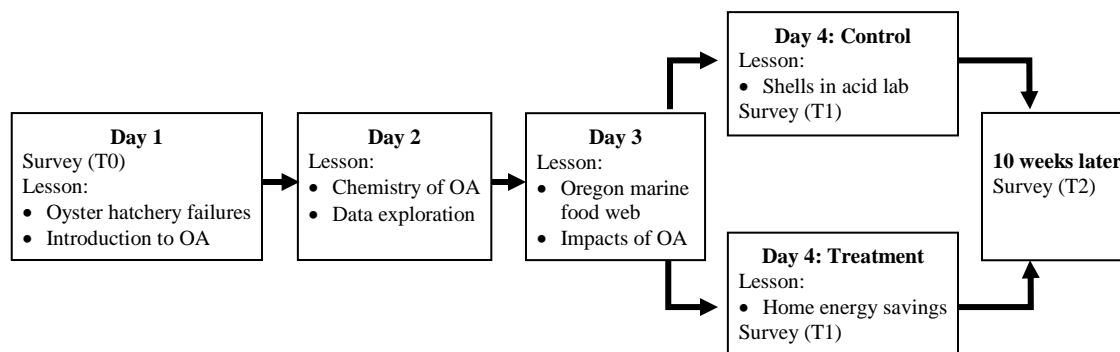 Day 1
Survey (T0)
Lesson:
• Oyster hatchery failures
• Introduction to OA
Day 2
Lesson:
• Chemistry of OA
• Data exploration
Day 3
Lesson:
• Oregon marine
food web
• Impacts of OA
Day 4: Control
Lesson:
• Shells in acid lab
Survey (T1)
Day 4: Treatment
Lesson:
• Home energy savings
Survey (T1)
10 weeks later
Survey (T2)